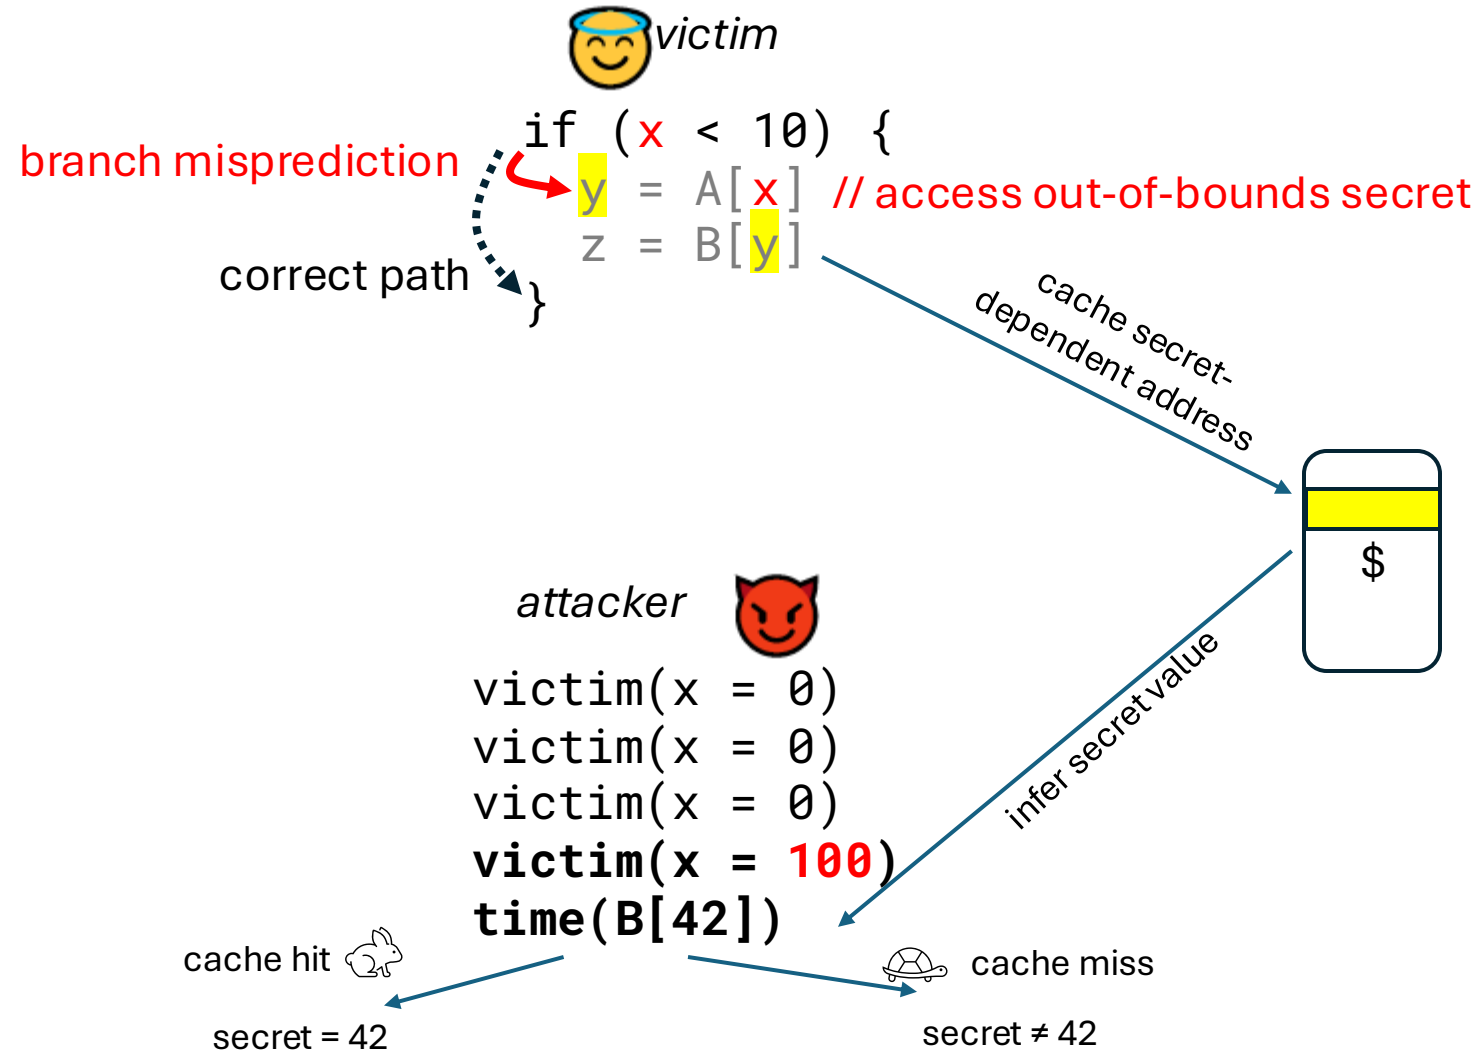 victim
if (x < 10) {
branch misprediction
y = A[x] // access out-of-bounds secret
z = B[y]
correct path
}
cache secret-
dependent address
$
attacker
infer secret value
victim(x = 0)
victim(x = 0)
victim(x = 0)
victim(x = 100)
time(B[42])
cache hit
cache miss
secret = 42
secret ≠ 42